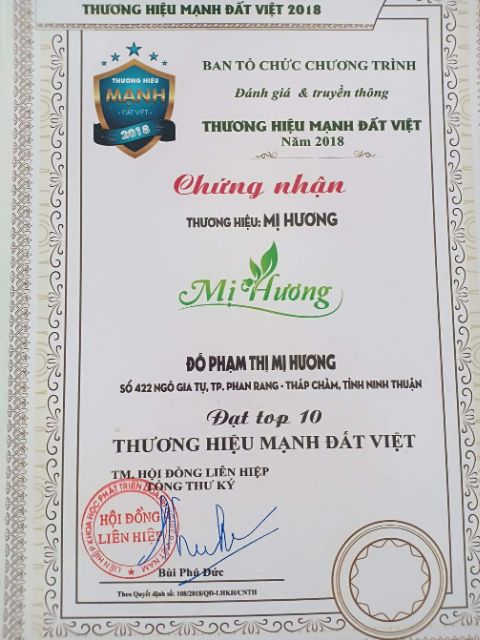 THƯƠNG HIỆU MẠNH ĐẤT VIỆT 2018
THƯƠNG HIỆU
MẠNH
ĐẤT VIỆT
2018
BAN TỔ CHỨC CHƯƠNG TRÌNH
Đánh giá & truyền thông
THƯƠNG HIỆU MẠNH ĐẤT VIỆT
Năm 2018
Chứng nhận
THƯƠNG HIỆU: MỊ HƯƠNG
Mị Hương
ĐỖ PHẠM THỊ MỊ HƯƠNG
SỐ 422 NGÔ GIA TỰ, TP. PHAN RANG - THÁP CHÀM, TỈNH NINH THUẬN
Đạt top 10
THƯƠNG HIỆU MẠNH ĐẤT VIỆT
TM. HỘI ĐỒNG LIÊN HIỆP
TỔNG THƯ KÝ
HỘI ĐỒNG
LIÊN HIỆP
Bùi Phú Đức
Theo Quyết định số: 108/2018/QĐ-LHKH/CNTH